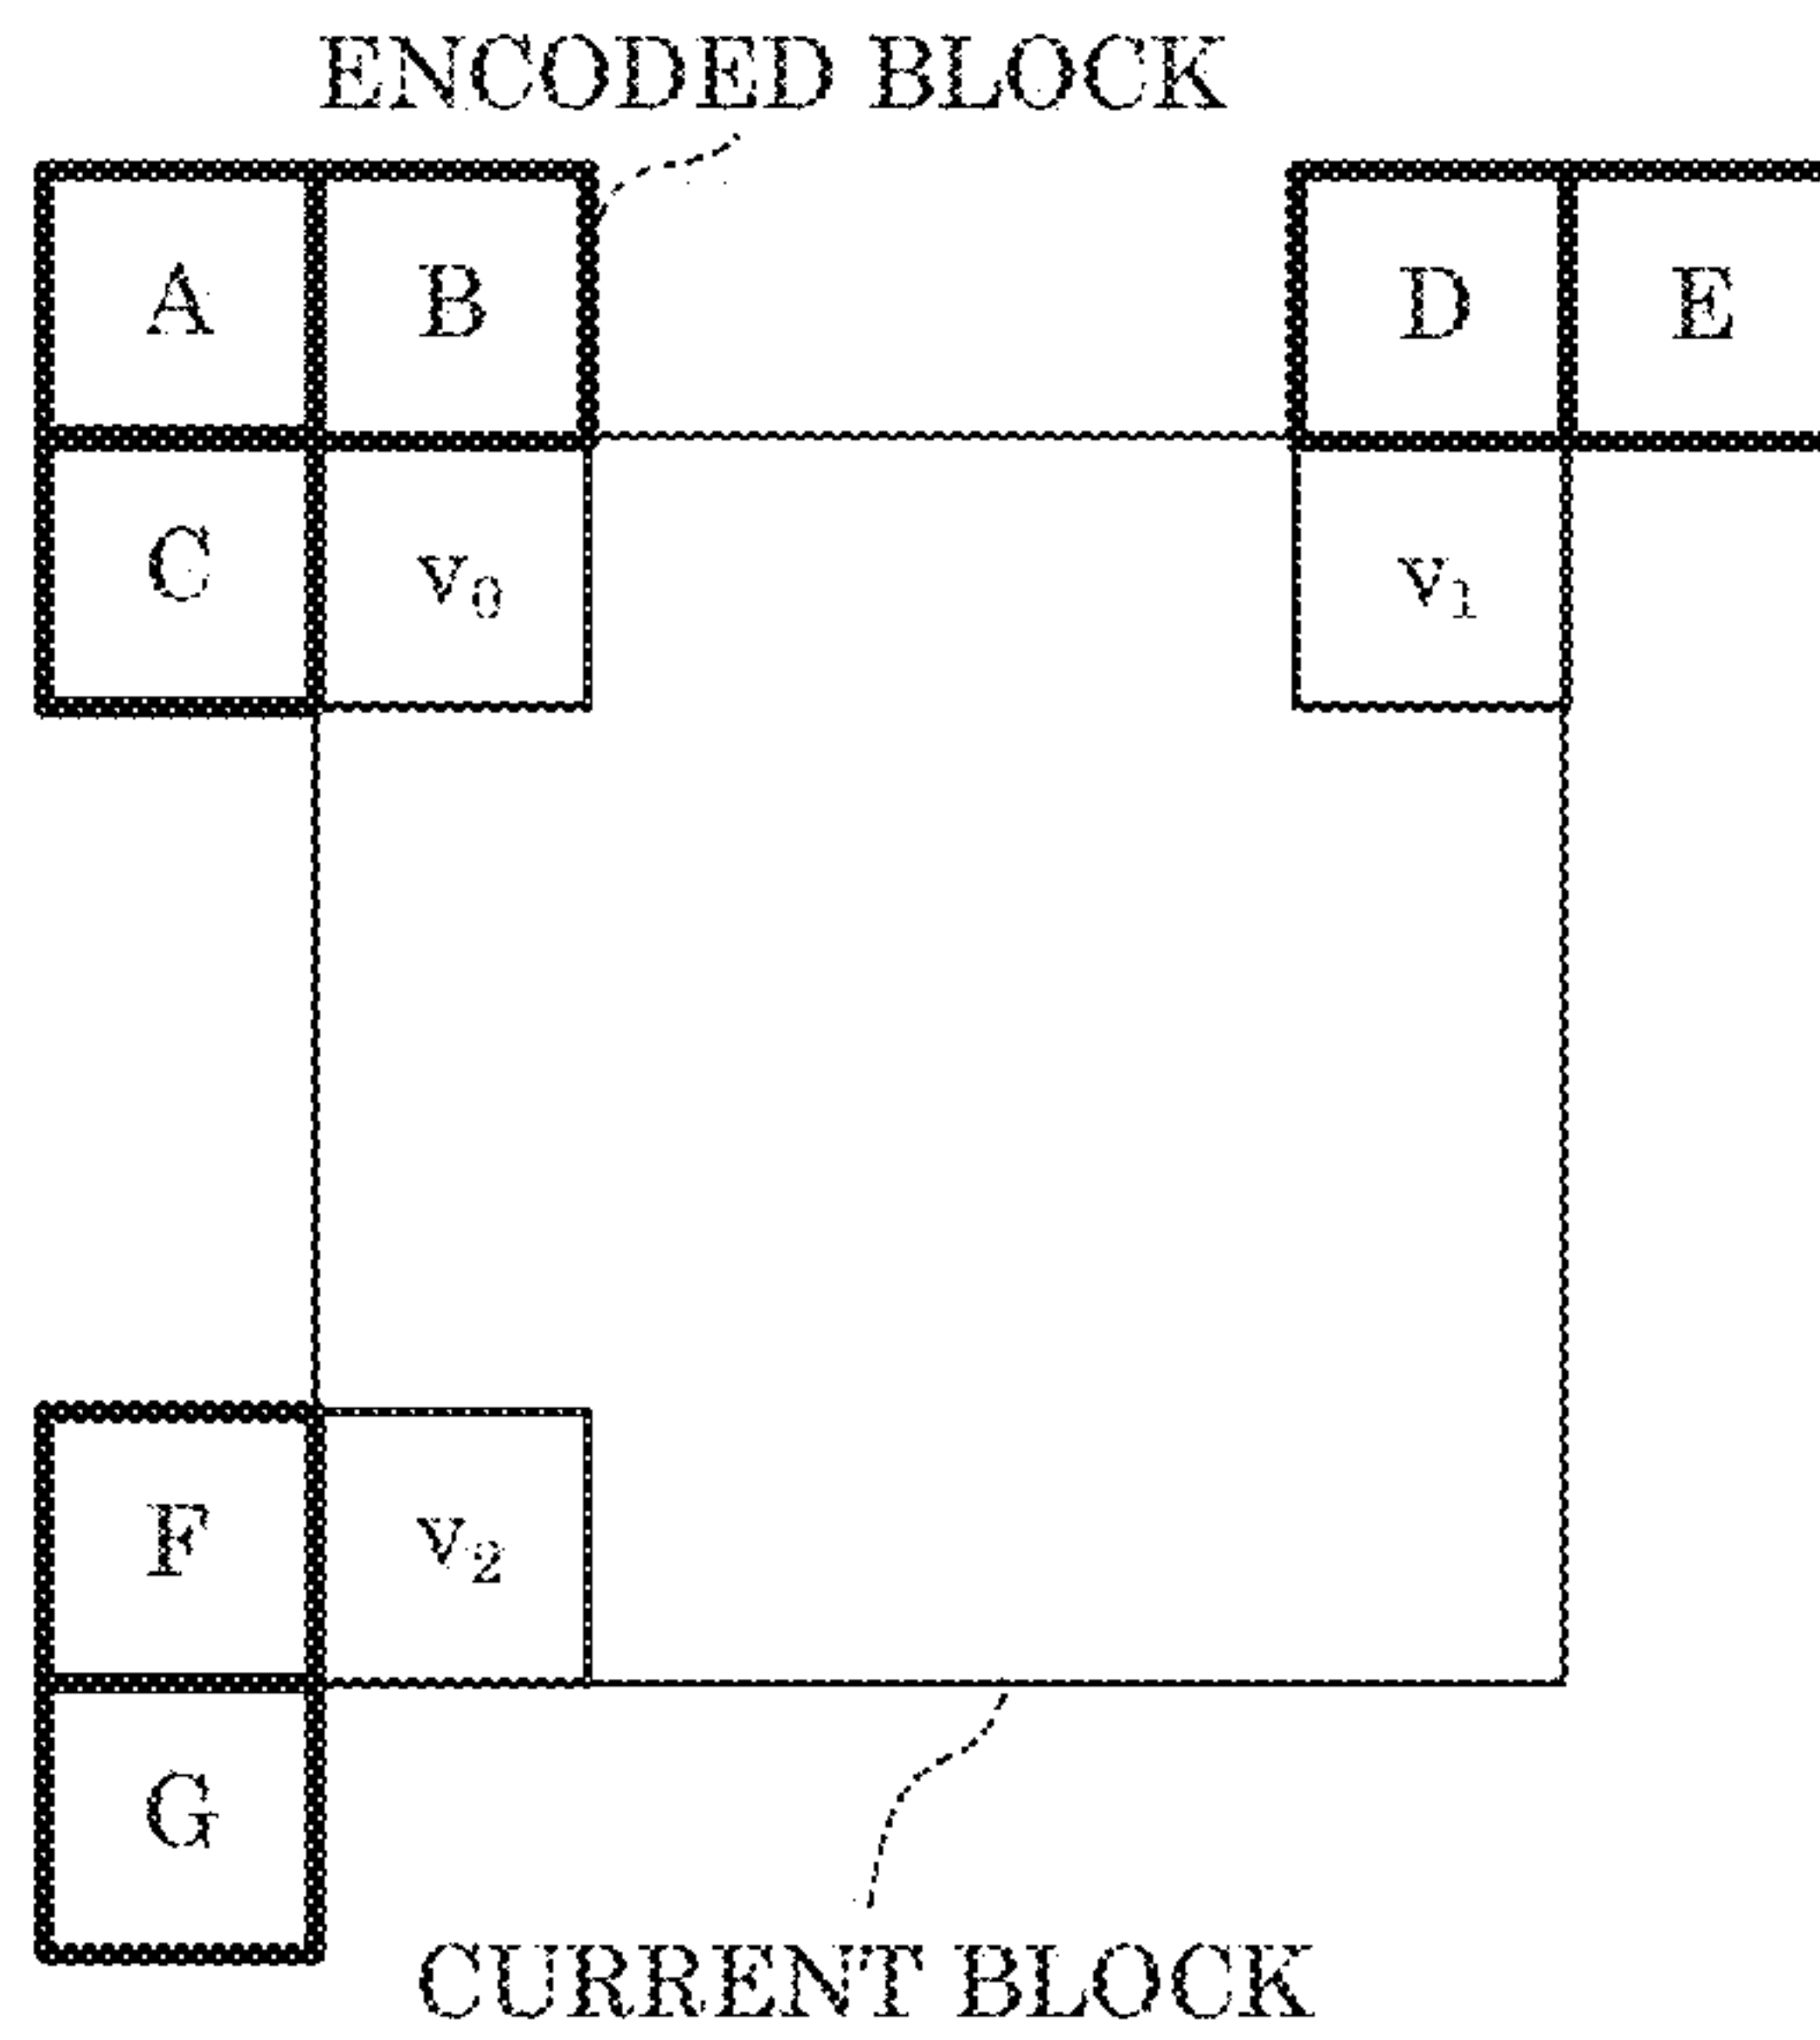 ENCODED BLOCK
A B D E
C v₀ v₁
F v₂
G
CURRENT BLOCK